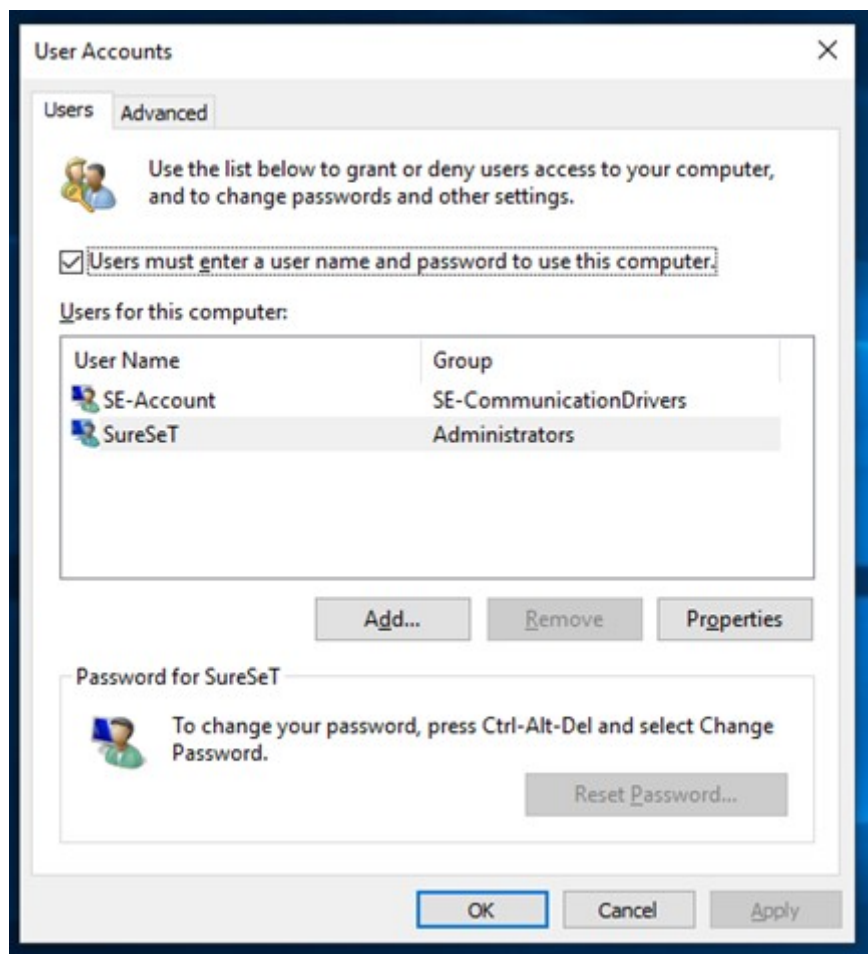 User Accounts
Users
Advanced
Use the list below to grant or deny users access to your computer,
and to change passwords and other settings.
Users must enter a user name and password to use this computer.
Users for this computer:
User Name Group
SE-Account SE-CommunicationDrivers
SureSeT Administrators
Add... Remove Properties
Password for SureSeT
To change your password, press Ctrl-Alt-Del and select Change
Password.
Reset Password...
OK Cancel Apply